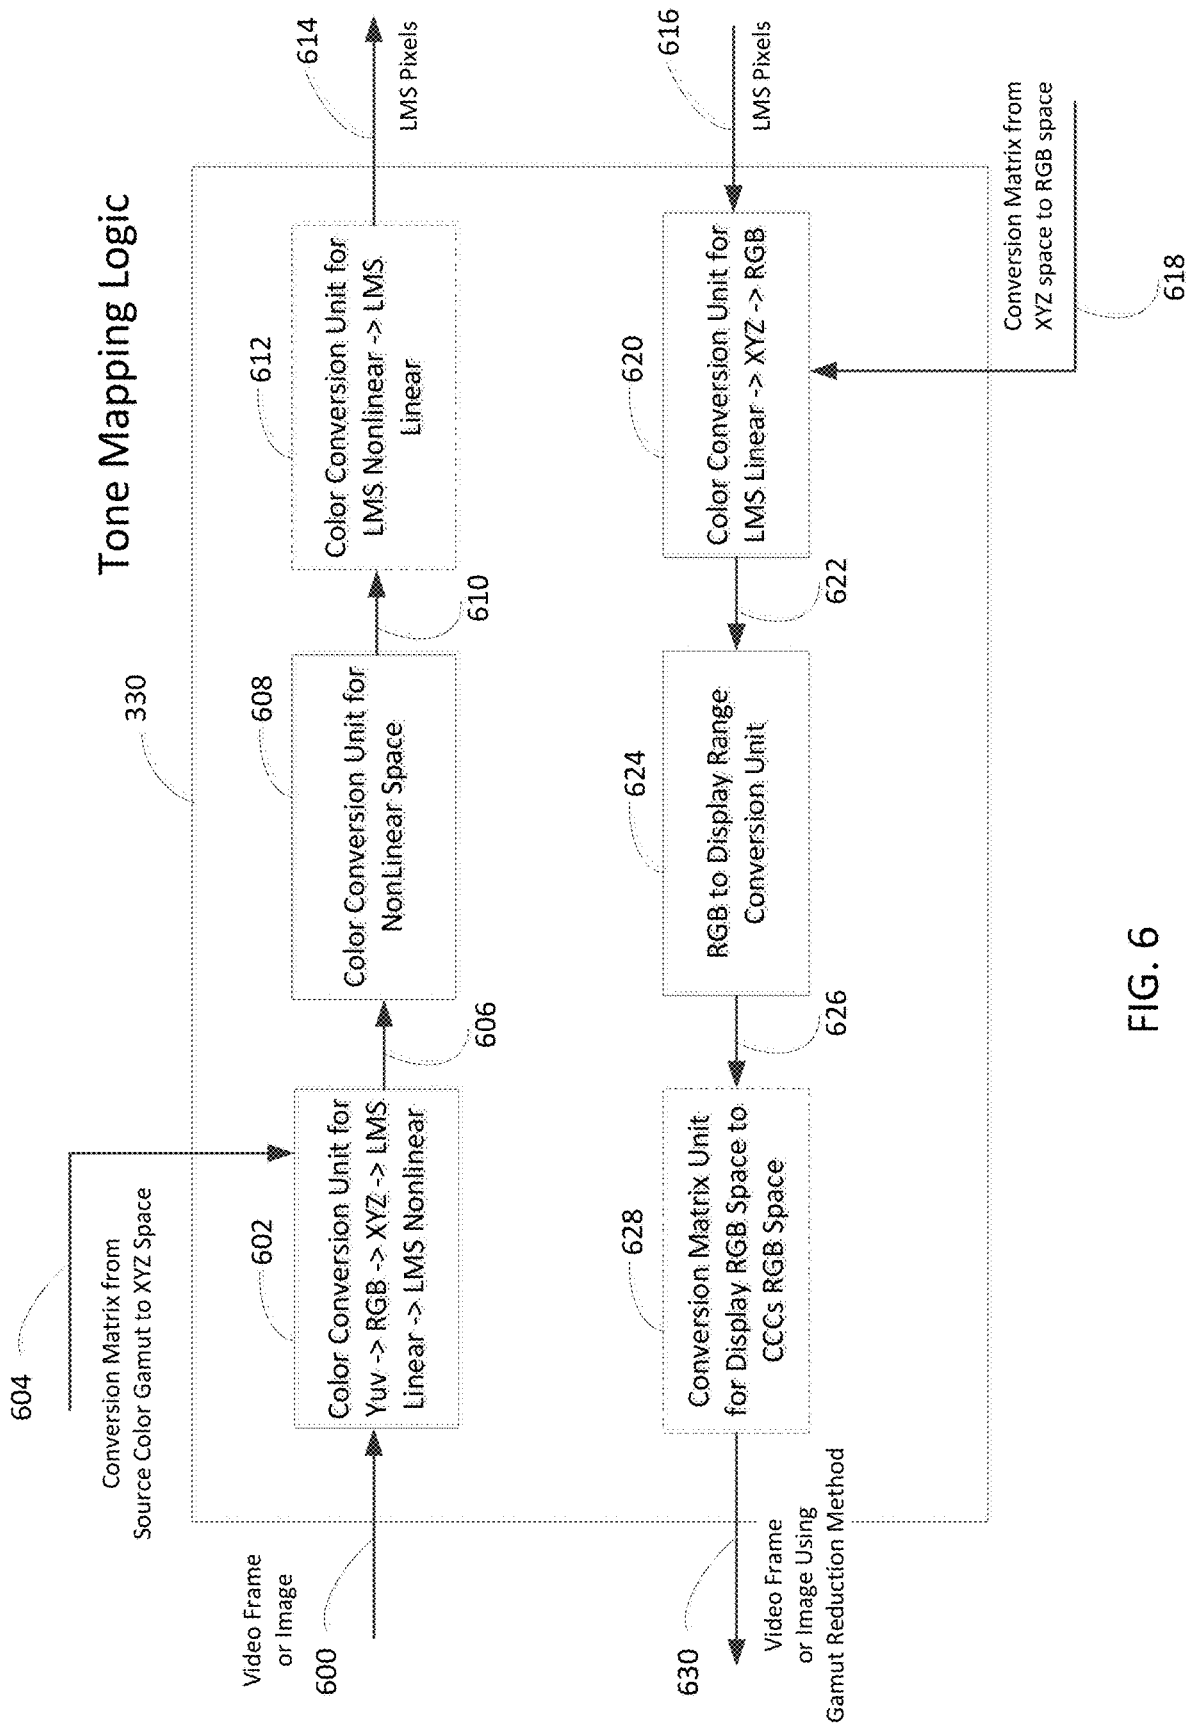 Tone Mapping Logic
330
604
Conversion Matrix from
Source Color Gamut to XYZ Space
Video Frame
or Image
600
602
Color Conversion Unit for
Yuv -> RGB -> XYZ -> LMS
Linear -> LMS Nonlinear
606
608
Color Conversion Unit for
NonLinear Space
610
612
Color Conversion Unit for
LMS Nonlinear -> LMS
Linear
614
LMS Pixels
616
LMS Pixels
620
Color Conversion Unit for
LMS Linear -> XYZ -> RGB
Conversion Matrix from
XYZ space to RGB space
618
622
624
RGB to Display Range
Conversion Unit
626
628
Conversion Matrix Unit
for Display RGB Space to
CCCs RGB Space
630
Video Frame
or Image Using
Gamut Reduction Method
FIG. 6